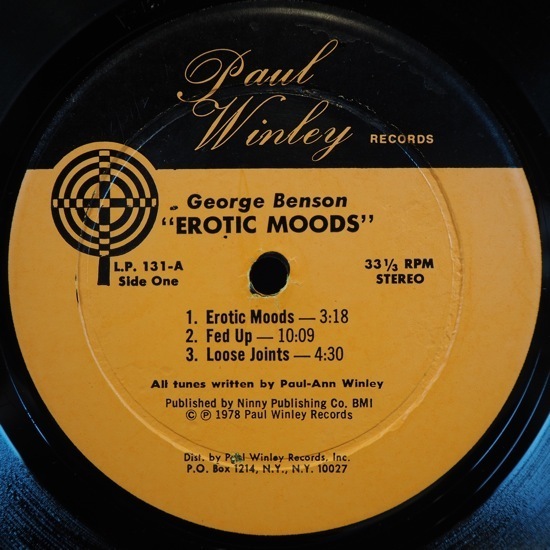 Paul
Winley RECORDS
George Benson
"EROTIC MOODS"
L.P. 131-A
Side One
33⅓ RPM
STEREO
1. Erotic Moods — 3:18
2. Fed Up — 10:09
3. Loose Joints — 4:30
All tunes written by Paul-Ann Winley
Published by Ninny Publishing Co. BMI
© ℗ 1978 Paul Winley Records
Dist. by Paul Winley Records, Inc.
P.O. Box 1214, N.Y., N.Y. 10027